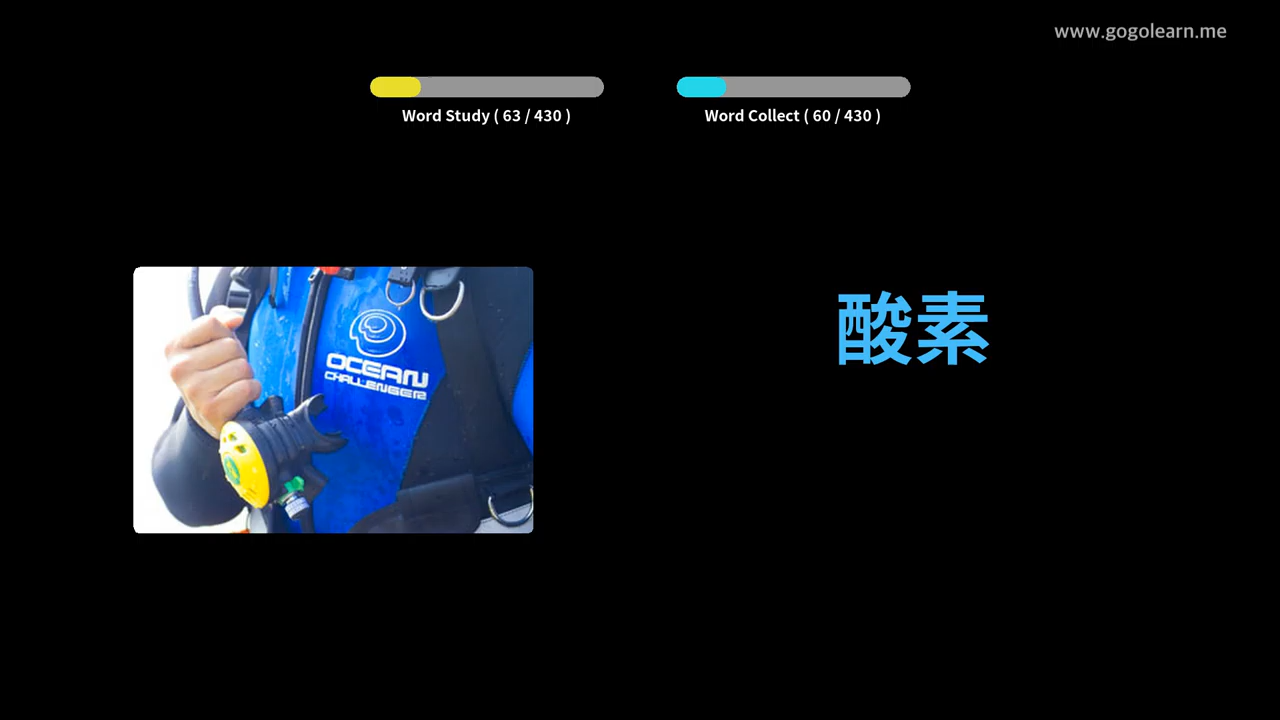 www.gogolearn.me
Word Study ( 63 / 430 )
Word Collect ( 60 / 430 )
OCEAN
CHALLENGER
酸素